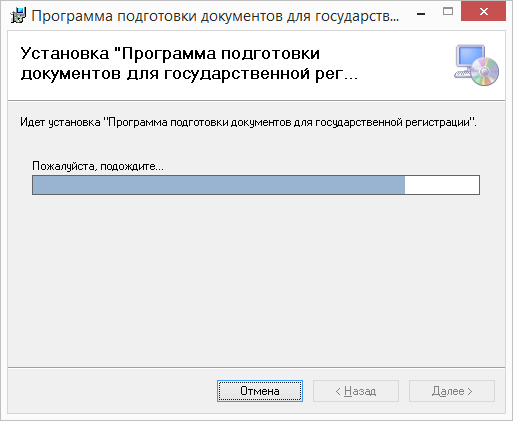 Программа подготовки документов для государств...
Установка "Программа подготовки
документов для государственной рег...
Идет установка "Программа подготовки документов для государственной регистрации".
Пожалуйста, подождите...
Отмена
< Назад
Далее >